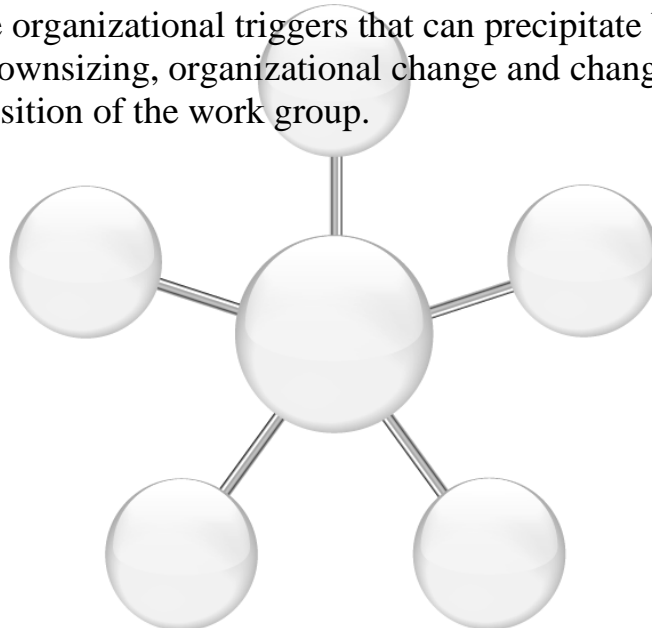 organizational triggers that can precipitate
ownsizing, organizational change and chang
sition of the work group.